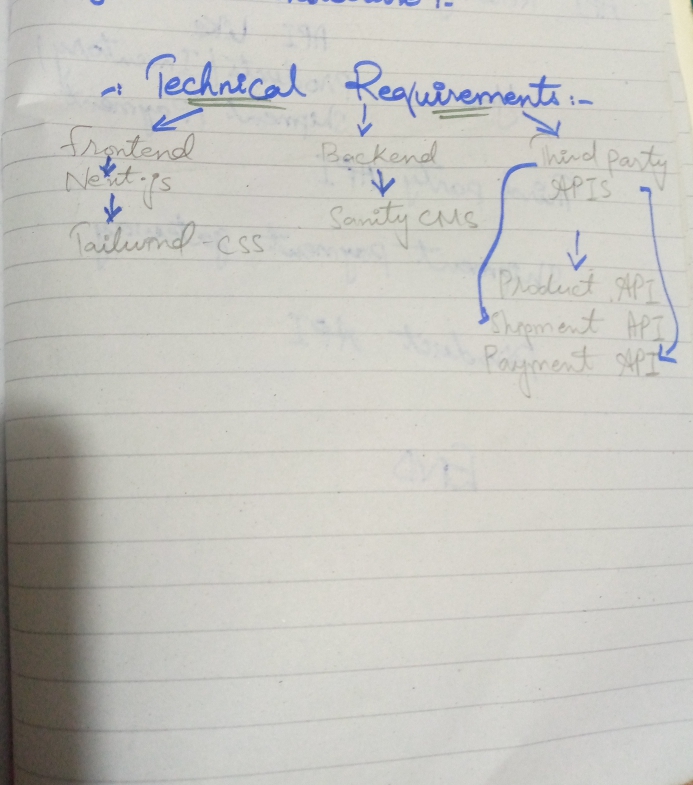 -: Technical Requirements:-
Frontend
Next.js
Tailwind-CSS
Backend
Sanity CMS
Third party
APIS
Product API
Shipment API
Payment API